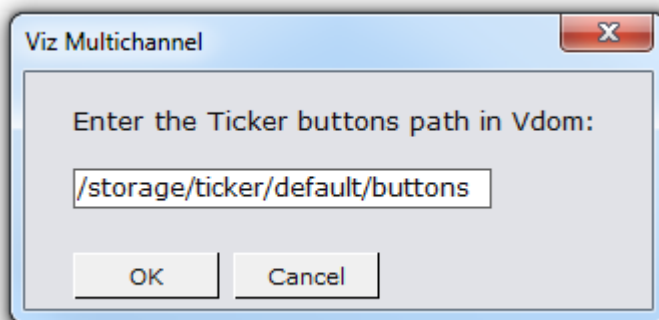 Viz Multichannel
Enter the Ticker buttons path in Vdom:
/storage/ticker/default/buttons
OK Cancel